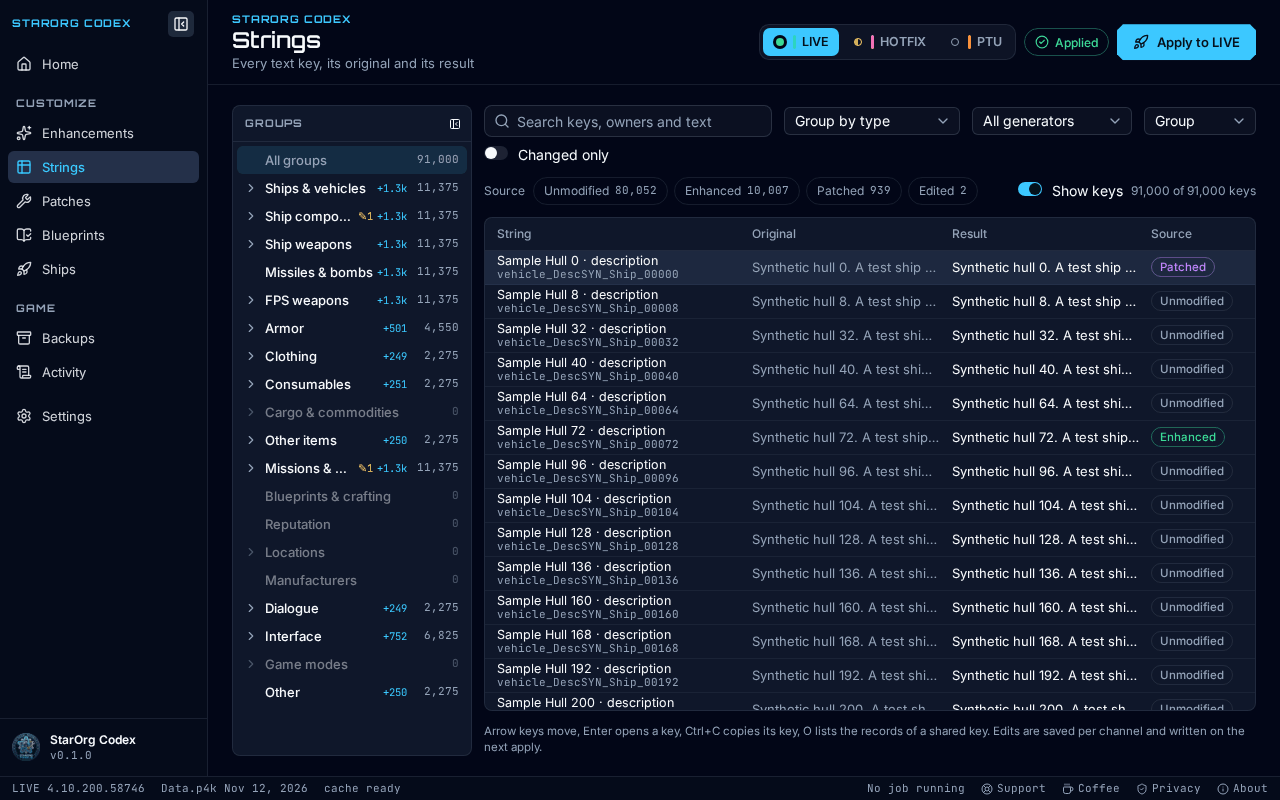 STARORG CODEX
Home
CUSTOMIZE
Enhancements
Strings
Patches
Blueprints
Ships
GAME
Backups
Activity
Settings
StarOrg Codex
v0.1.0
STARORG CODEX
Strings
Every text key, its original and its result
LIVE
HOTFIX
PTU
Applied
Apply to LIVE
GROUPS
All groups 91,000
Ships & vehicles +1.3k 11,375
Ship compo... ✎1 +1.3k 11,375
Ship weapons +1.3k 11,375
Missiles & bombs +1.3k 11,375
FPS weapons +1.3k 11,375
Armor +501 4,550
Clothing +249 2,275
Consumables +251 2,275
Cargo & commodities 0
Other items +250 2,275
Missions & ... ✎1 +1.3k 11,375
Blueprints & crafting 0
Reputation 0
Locations 0
Manufacturers 0
Dialogue +249 2,275
Interface +752 6,825
Game modes 0
Other +250 2,275
Search keys, owners and text
Group by type
All generators
Group
Changed only
Source Unmodified 80,052 Enhanced 10,007 Patched 939 Edited 2 Show keys 91,000 of 91,000 keys
String Original Result Source
Sample Hull 0 · description Synthetic hull 0. A test ship ... Synthetic hull 0. A test ship ... Patched
vehicle_DescSYN_Ship_00000
Sample Hull 8 · description Synthetic hull 8. A test ship ... Synthetic hull 8. A test ship ... Unmodified
vehicle_DescSYN_Ship_00008
Sample Hull 32 · description Synthetic hull 32. A test shi... Synthetic hull 32. A test shi... Unmodified
vehicle_DescSYN_Ship_00032
Sample Hull 40 · description Synthetic hull 40. A test shi... Synthetic hull 40. A test shi... Unmodified
vehicle_DescSYN_Ship_00040
Sample Hull 64 · description Synthetic hull 64. A test shi... Synthetic hull 64. A test shi... Unmodified
vehicle_DescSYN_Ship_00064
Sample Hull 72 · description Synthetic hull 72. A test ship... Synthetic hull 72. A test ship... Enhanced
vehicle_DescSYN_Ship_00072
Sample Hull 96 · description Synthetic hull 96. A test shi... Synthetic hull 96. A test shi... Unmodified
vehicle_DescSYN_Ship_00096
Sample Hull 104 · description Synthetic hull 104. A test shi... Synthetic hull 104. A test shi... Unmodified
vehicle_DescSYN_Ship_00104
Sample Hull 128 · description Synthetic hull 128. A test shi... Synthetic hull 128. A test shi... Unmodified
vehicle_DescSYN_Ship_00128
Sample Hull 136 · description Synthetic hull 136. A test shi... Synthetic hull 136. A test shi... Unmodified
vehicle_DescSYN_Ship_00136
Sample Hull 160 · description Synthetic hull 160. A test shi... Synthetic hull 160. A test shi... Unmodified
vehicle_DescSYN_Ship_00160
Sample Hull 168 · description Synthetic hull 168. A test shi... Synthetic hull 168. A test shi... Unmodified
vehicle_DescSYN_Ship_00168
Sample Hull 192 · description Synthetic hull 192. A test shi... Synthetic hull 192. A test shi... Unmodified
vehicle_DescSYN_Ship_00192
Sample Hull 200 · description Synthetic hull 200. A test sh... Synthetic hull 200. A test sh... Unmodified
Arrow keys move, Enter opens a key, Ctrl+C copies its key, O lists the records of a shared key. Edits are saved per channel and written on the
next apply.
LIVE 4.10.200.58746 Data.p4k Nov 12, 2026 cache ready No job running Support Coffee Privacy About